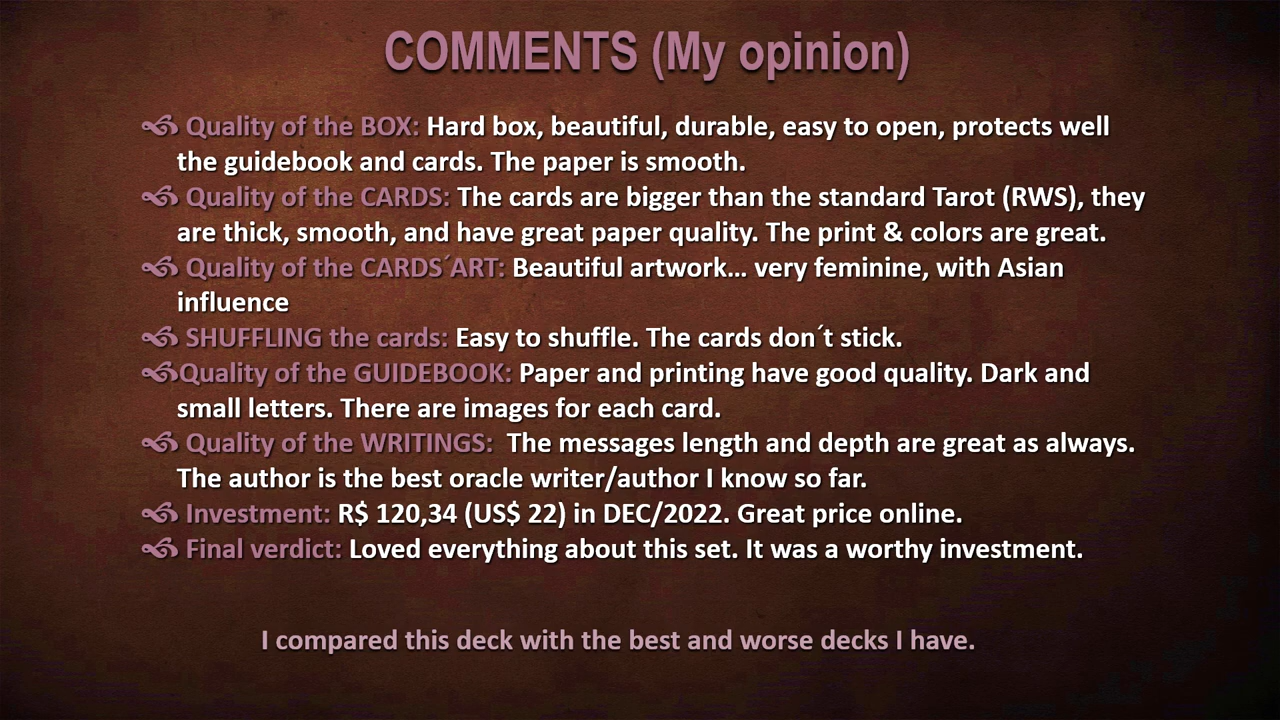 COMMENTS (My opinion)
Quality of the BOX: Hard box, beautiful, durable, easy to open, protects well
the guidebook and cards. The paper is smooth.
Quality of the CARDS: The cards are bigger than the standard Tarot (RWS), they
are thick, smooth, and have great paper quality. The print & colors are great.
Quality of the CARDS´ART: Beautiful artwork... very feminine, with Asian
influence
SHUFFLING the cards: Easy to shuffle. The cards don´t stick.
Quality of the GUIDEBOOK: Paper and printing have good quality. Dark and
small letters. There are images for each card.
Quality of the WRITINGS:  The messages length and depth are great as always.
The author is the best oracle writer/author I know so far.
Investment: R$ 120,34 (US$ 22) in DEC/2022. Great price online.
Final verdict: Loved everything about this set. It was a worthy investment.
I compared this deck with the best and worse decks I have.